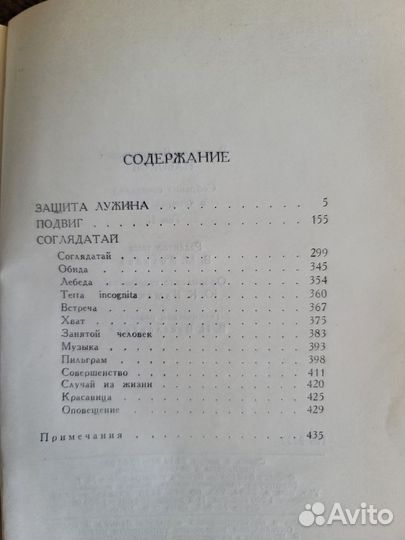 СОДЕРЖАНИЕ
ЗАЩИТА ЛУЖИНА . . . . . . . . . . 5
ПОДВИГ . . . . . . . . . . . . . 155
СОГЛЯДАТАЙ
Соглядатай . . . . . . . . . . . 299
Обида . . . . . . . . . . . . . 345
Лебеда . . . . . . . . . . . . . 354
Terra incognita . . . . . . . . . . 360
Встреча . . . . . . . . . . . . 367
Хват . . . . . . . . . . . . . 375
Занятой человек . . . . . . . . . 383
Музыка . . . . . . . . . . . . 393
Пильграм . . . . . . . . . . . . 398
Совершенство . . . . . . . . . . 411
Случай из жизни . . . . . . . . . 420
Красавица . . . . . . . . . . . 425
Оповещение . . . . . . . . . . . 429
Примечания . . . . . . . . . . . 435
Avito